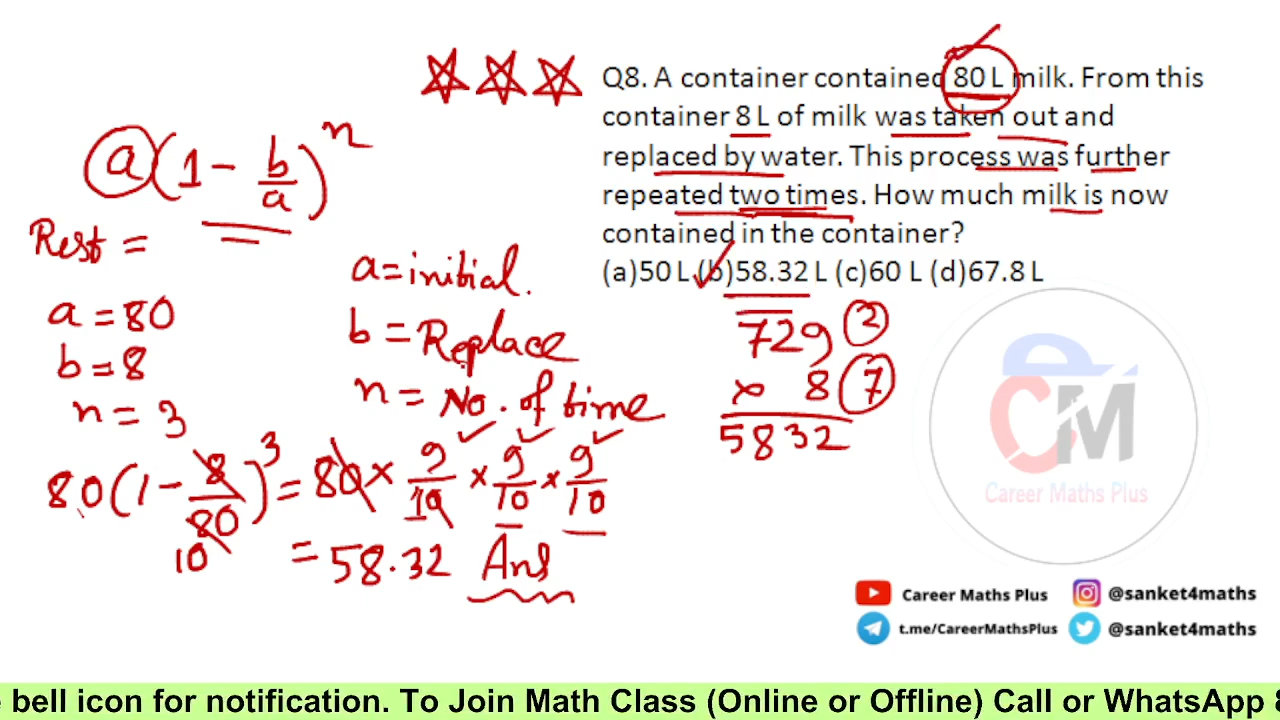 Q8. A container contained 80 L milk. From this
container 8 L of milk was taken out and
replaced by water. This process was further
repeated two times. How much milk is now
contained in the container?
(a)50 L (b)58.32 L (c)60 L (d)67.8 L
a(1 - b/a)^n
Rest =
a = 80
b = 8
n = 3
a = initial.
b = Replace
n = No. of time
80(1 - 8/80)^3 = 80 × 9/10 × 9/10 × 9/10
10
= 58.32 Ans
729 2
× 8 7
5832
CM
Career Maths Plus
Career Maths Plus
@sanket4maths
t.me/CareerMathsPlus
@sanket4maths
bell icon for notification. To Join Math Class (Online or Offline) Call or WhatsApp